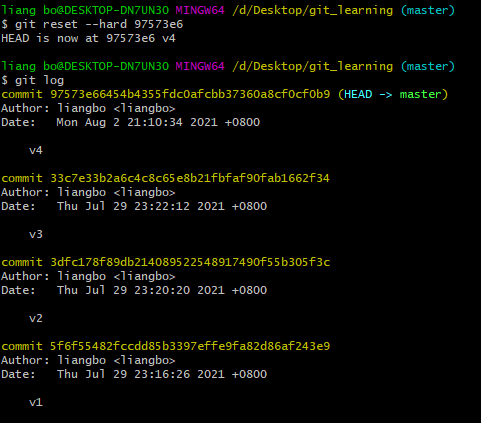 liang bo@DESKTOP-DN7UN3O MINGW64 /d/Desktop/git_learning (master)
$ git reset --hard 97573e6
HEAD is now at 97573e6 v4
liang bo@DESKTOP-DN7UN3O MINGW64 /d/Desktop/git_learning (master)
$ git log
commit 97573e66454b4355fdc0afcbb37360a8cf0cf0b9 (HEAD -> master)
Author: liangbo <liangbo>
Date:   Mon Aug 2 21:10:34 2021 +0800
v4
commit 33c7e33b2a6c4c8c65e8b21fbfaf90fab1662f34
Author: liangbo <liangbo>
Date:   Thu Jul 29 23:22:12 2021 +0800
v3
commit 3dfc178f89db214089522548917490f55b305f3c
Author: liangbo <liangbo>
Date:   Thu Jul 29 23:20:20 2021 +0800
v2
commit 5f6f55482fccdd85b3397effe9fa82d86af243e9
Author: liangbo <liangbo>
Date:   Thu Jul 29 23:16:26 2021 +0800
v1